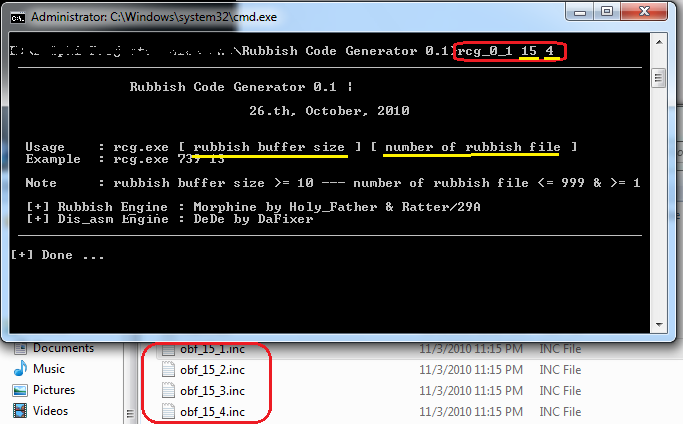 Administrator: C:\Windows\system32\cmd.exe
\Rubbish Code Generator 0.1>rcg_0_1 15 4
Rubbish Code Generator 0.1 |
26.th, October, 2010
Usage : rcg.exe [ rubbish buffer size ] [ number of rubbish file ]
Example : rcg.exe 739 13
Note : rubbish buffer size >= 10 --- number of rubbish file <= 999 & >= 1
[+] Rubbish Engine : Morphine by Holy_Father & Ratter/29A
[+] Dis_asm Engine : DeDe by DaFixer
[+] Done ...
Documents obf_15_1.inc 11/3/2010 11:15 PM INC File
Music obf_15_2.inc 11/3/2010 11:15 PM INC File
Pictures obf_15_3.inc 11/3/2010 11:15 PM INC File
Videos obf_15_4.inc 11/3/2010 11:15 PM INC File